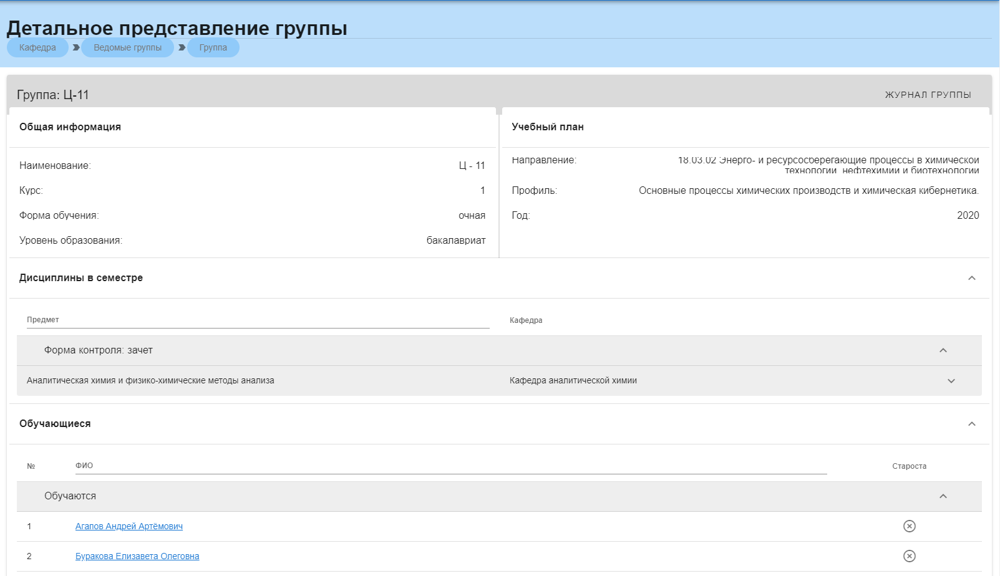 Детальное представление группы
Кафедра
Ведомые группы
Группа
Группа: Ц-11
ЖУРНАЛ ГРУППЫ
Общая информация
Наименование: Ц - 11
Курс: 1
Форма обучения: очная
Уровень образования: бакалавриат
Учебный план
Направление: 18.03.02 Энерго- и ресурсосберегающие процессы в химической
технологии, нефтехимии и биотехнологии
Профиль: Основные процессы химических производств и химическая кибернетика.
Год: 2020
Дисциплины в семестре
Предмет Кафедра
Форма контроля: зачет
Аналитическая химия и физико-химические методы анализа Кафедра аналитической химии
Обучающиеся
№ ФИО Староста
Обучаются
1 Агапов Андрей Артёмович
2 Буракова Елизавета Олеговна